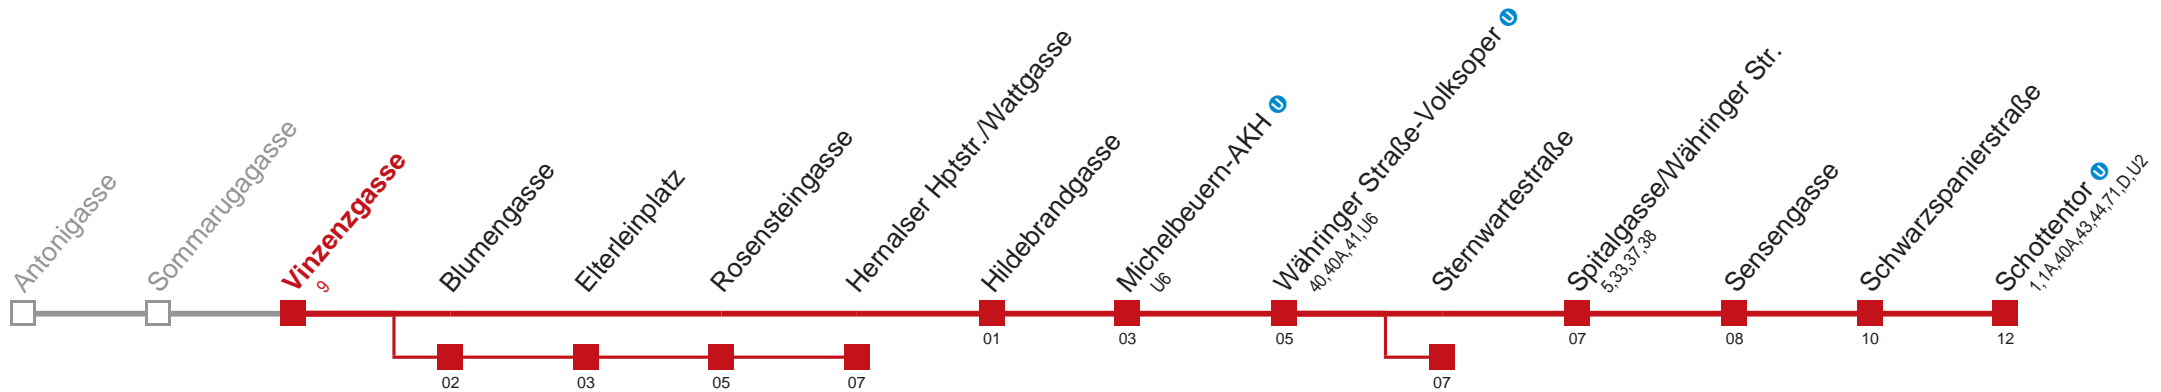 Antonigasse
Sommarugagasse
Vinzenzgasse
9
Blumengasse
Elterleinplatz
Rosensteingasse
Hernalser Hptstr./Wattgasse
Hildebrandgasse
Michelbeuern-AKH U
U6
Währinger Straße-Volksoper U
40,40A,41,U6
Sternwartestraße
Spitalgasse/Währinger Str.
5,33,37,38
Sensengasse
Schwarzspanierstraße
Schottentor U
1,1A,40A,43,44,71,D,U2
01
03
05
07
08
10
12
02
03
05
07
07